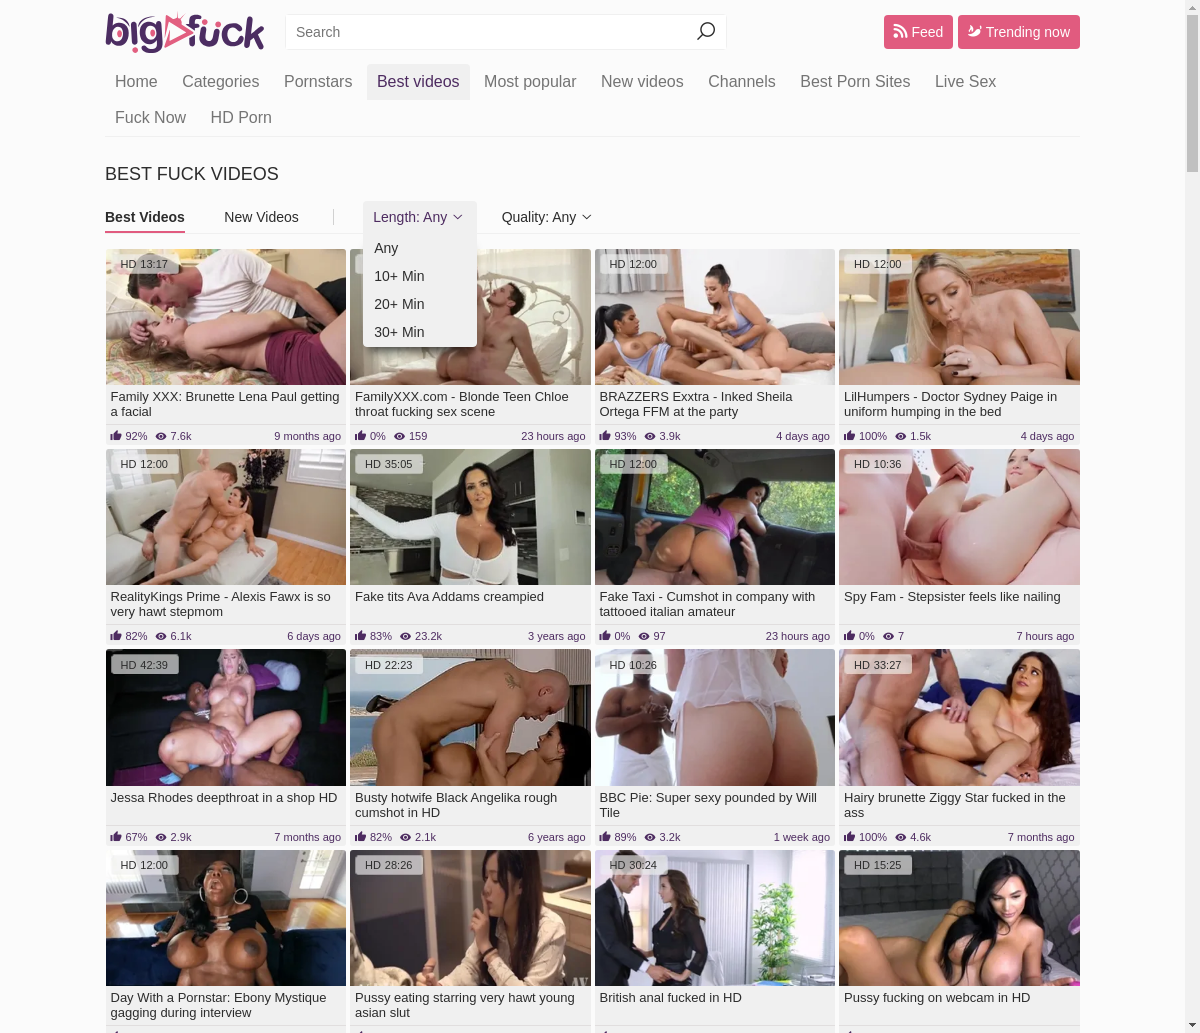 bigfuck
Search
Feed
Trending now
Home Categories Pornstars Best videos Most popular New videos Channels Best Porn Sites Live Sex
Fuck Now HD Porn
BEST FUCK VIDEOS
Best Videos New Videos Length: Any Quality: Any
Any
10+ Min
20+ Min
30+ Min
HD 13:17
Family XXX: Brunette Lena Paul getting
a facial
92% 7.6k 9 months ago
FamilyXXX.com - Blonde Teen Chloe
throat fucking sex scene
0% 159 23 hours ago
HD 12:00
BRAZZERS Exxtra - Inked Sheila
Ortega FFM at the party
93% 3.9k 4 days ago
HD 12:00
LilHumpers - Doctor Sydney Paige in
uniform humping in the bed
100% 1.5k 4 days ago
HD 12:00
RealityKings Prime - Alexis Fawx is so
very hawt stepmom
82% 6.1k 6 days ago
HD 35:05
Fake tits Ava Addams creampied
83% 23.2k 3 years ago
HD 12:00
Fake Taxi - Cumshot in company with
tattooed italian amateur
0% 97 23 hours ago
HD 10:36
Spy Fam - Stepsister feels like nailing
0% 7 7 hours ago
HD 42:39
Jessa Rhodes deepthroat in a shop HD
67% 2.9k 7 months ago
HD 22:23
Busty hotwife Black Angelika rough
cumshot in HD
82% 2.1k 6 years ago
HD 10:26
BBC Pie: Super sexy pounded by Will
Tile
89% 3.2k 1 week ago
HD 33:27
Hairy brunette Ziggy Star fucked in the
ass
100% 4.6k 7 months ago
HD 12:00
Day With a Pornstar: Ebony Mystique
gagging during interview
HD 28:26
AV
Pussy eating starring very hawt young
asian slut
HD 30:24
British anal fucked in HD
HD 15:25
Pussy fucking on webcam in HD